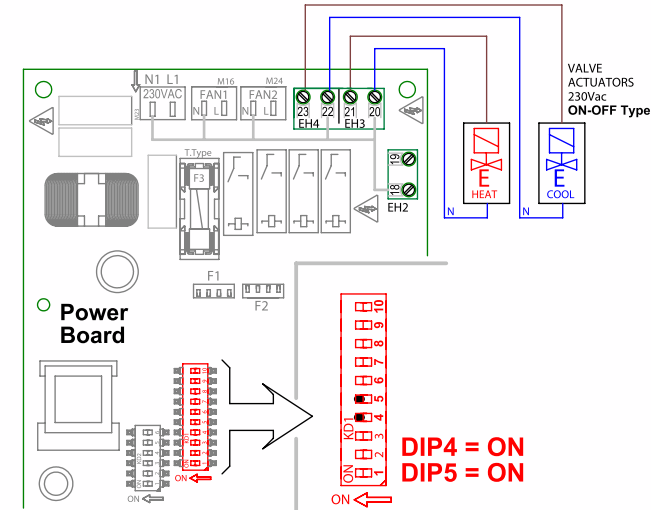 N1 L1
M16
M24
230VAC
FAN1
FAN2
N
L
N
L
23
22
21
20
EH4
EH3
VALVE
ACTUATORS
230Vac
ON-OFF Type
E
HEAT
E
COOL
N
N
19
18
EH2
T.Type
F3
F1
F2
Power
Board
10
9
8
7
6
5
4
3
2
1
KD1
ON
DIP4 = ON
DIP5 = ON
ON
ON
ON